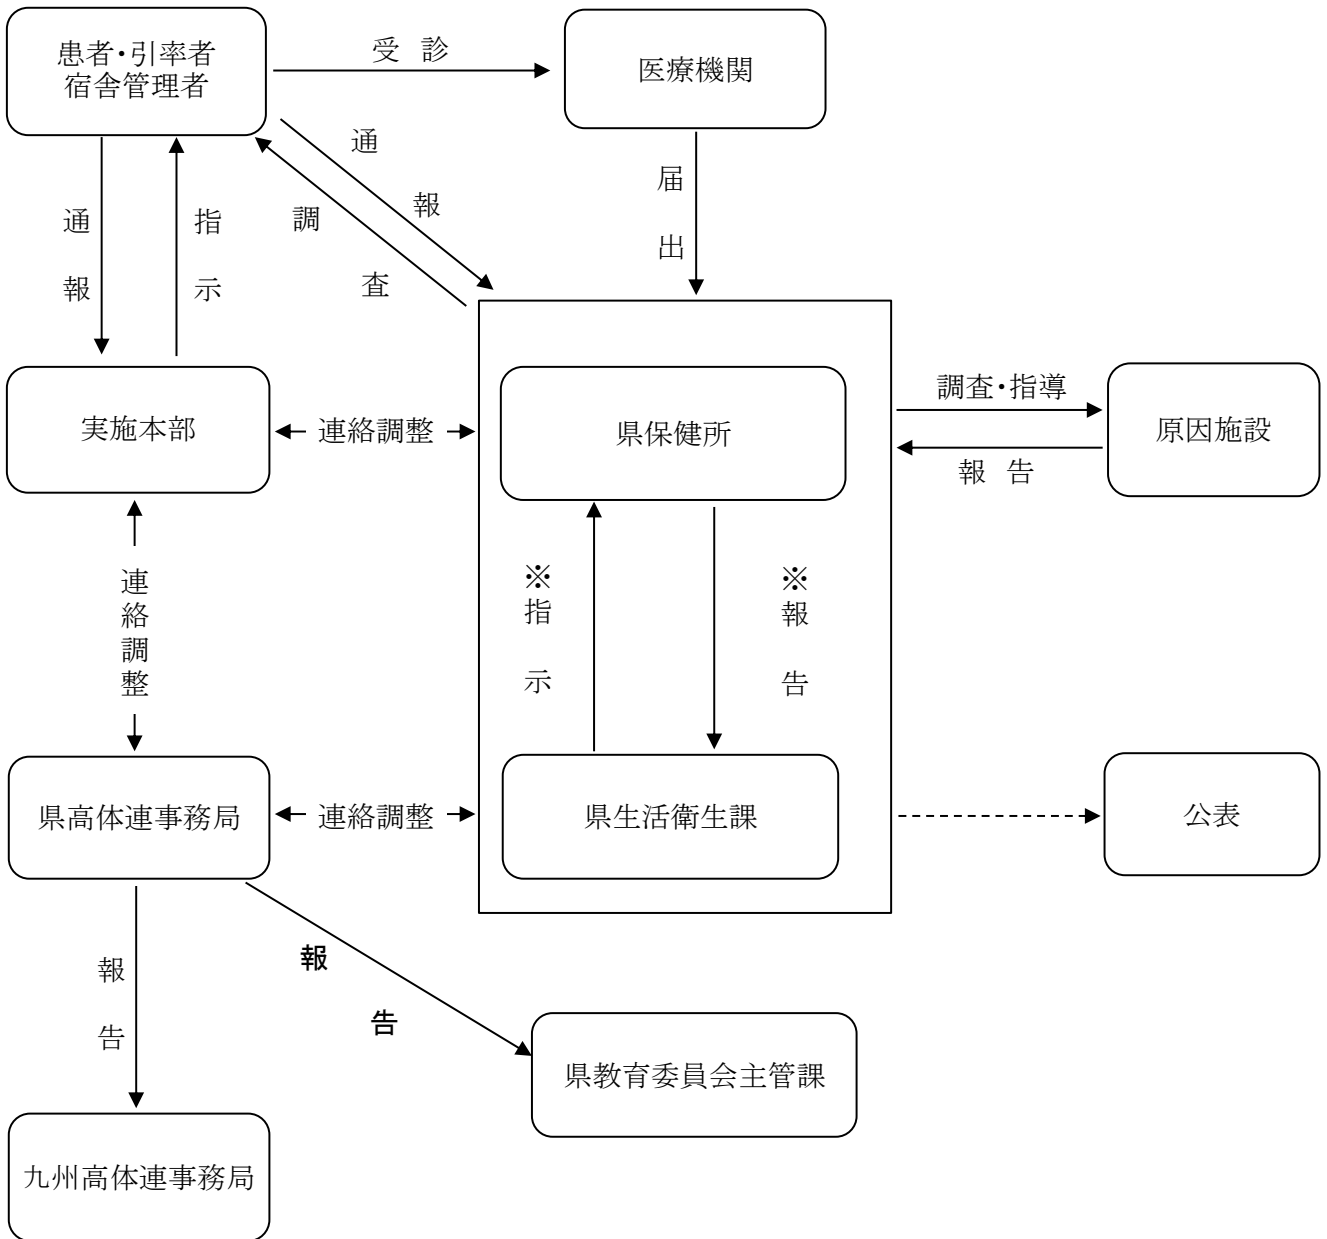 患者・引率者
宿舎管理者
受 診
医療機関
通 報
調 査
通 報
指 示
届 出
実施本部
連絡調整
県保健所
調査・指導
報 告
原因施設
連絡調整
※指 示
※報 告
県高体連事務局
連絡調整
県生活衛生課
公表
報 告
報 告
県教育委員会主管課
九州高体連事務局